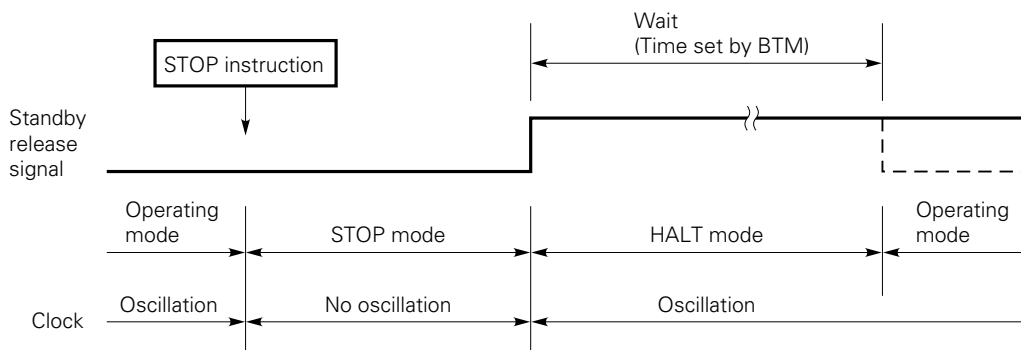 Wait
(Time set by BTM)
STOP instruction
Standby
release
signal
Operating
mode
STOP mode
HALT mode
Operating
mode
Clock
Oscillation
No oscillation
Oscillation